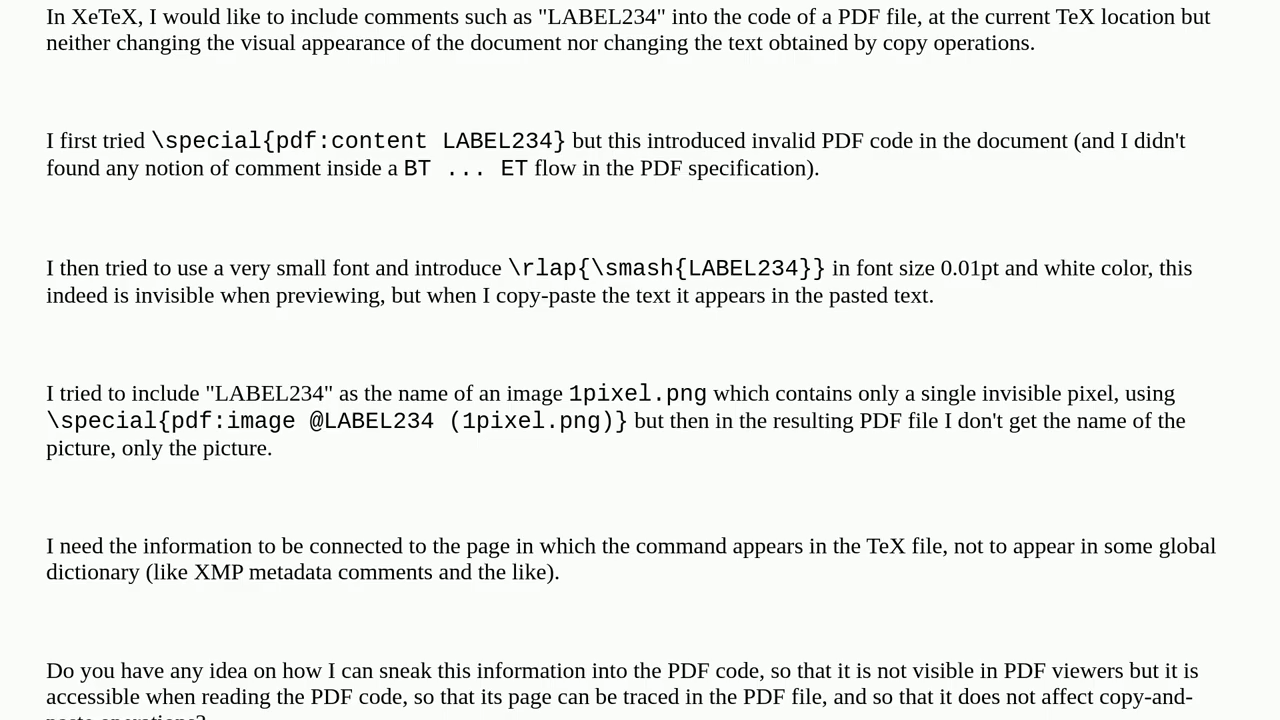 In XeTeX, I would like to include comments such as "LABEL234" into the code of a PDF file, at the current TeX location but
neither changing the visual appearance of the document nor changing the text obtained by copy operations.
I first tried \special{pdf:content LABEL234} but this introduced invalid PDF code in the document (and I didn't
found any notion of comment inside a BT ... ET flow in the PDF specification).
I then tried to use a very small font and introduce \rlap{\smash{LABEL234}} in font size 0.01pt and white color, this
indeed is invisible when previewing, but when I copy-paste the text it appears in the pasted text.
I tried to include "LABEL234" as the name of an image 1pixel.png which contains only a single invisible pixel, using
\special{pdf:image @LABEL234 (1pixel.png)} but then in the resulting PDF file I don't get the name of the
picture, only the picture.
I need the information to be connected to the page in which the command appears in the TeX file, not to appear in some global
dictionary (like XMP metadata comments and the like).
Do you have any idea on how I can sneak this information into the PDF code, so that it is not visible in PDF viewers but it is
accessible when reading the PDF code, so that its page can be traced in the PDF file, and so that it does not affect copy-and-